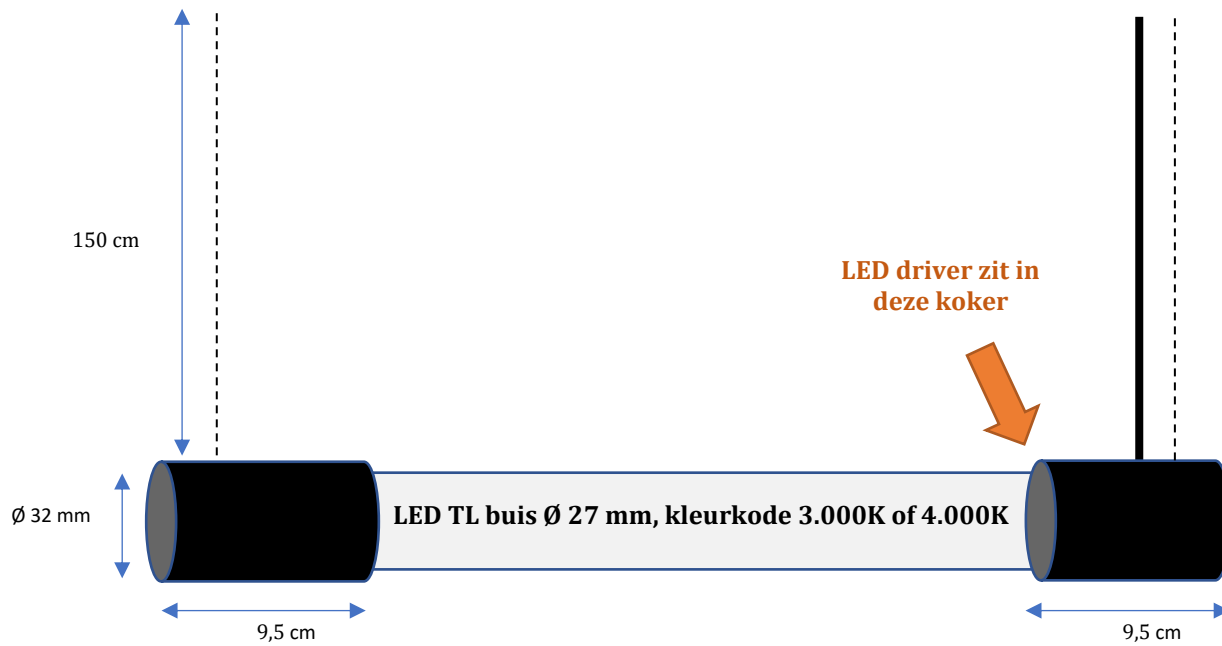 150 cm
LED driver zit in
deze koker
Ø 32 mm
LED TL buis Ø 27 mm, kleurkode 3.000K of 4.000K
9,5 cm
9,5 cm